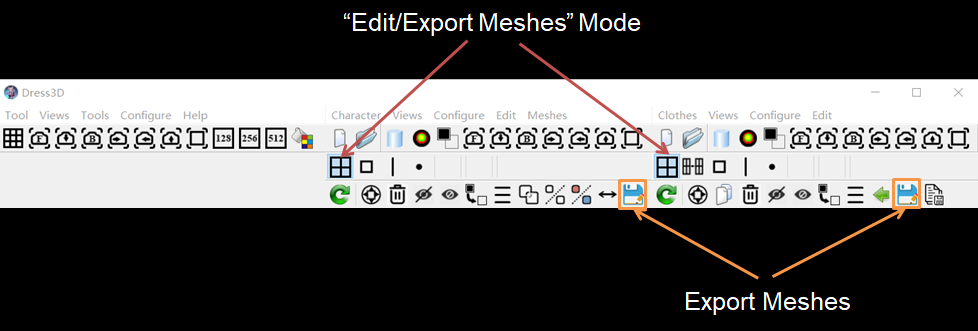 “Edit/Export Meshes” Mode
Dress3D
Tool Views Tools Configure Help Character Views Configure Edit Meshes Clothes Views Configure Edit
F B 128 256 512 F B F B
Export Meshes